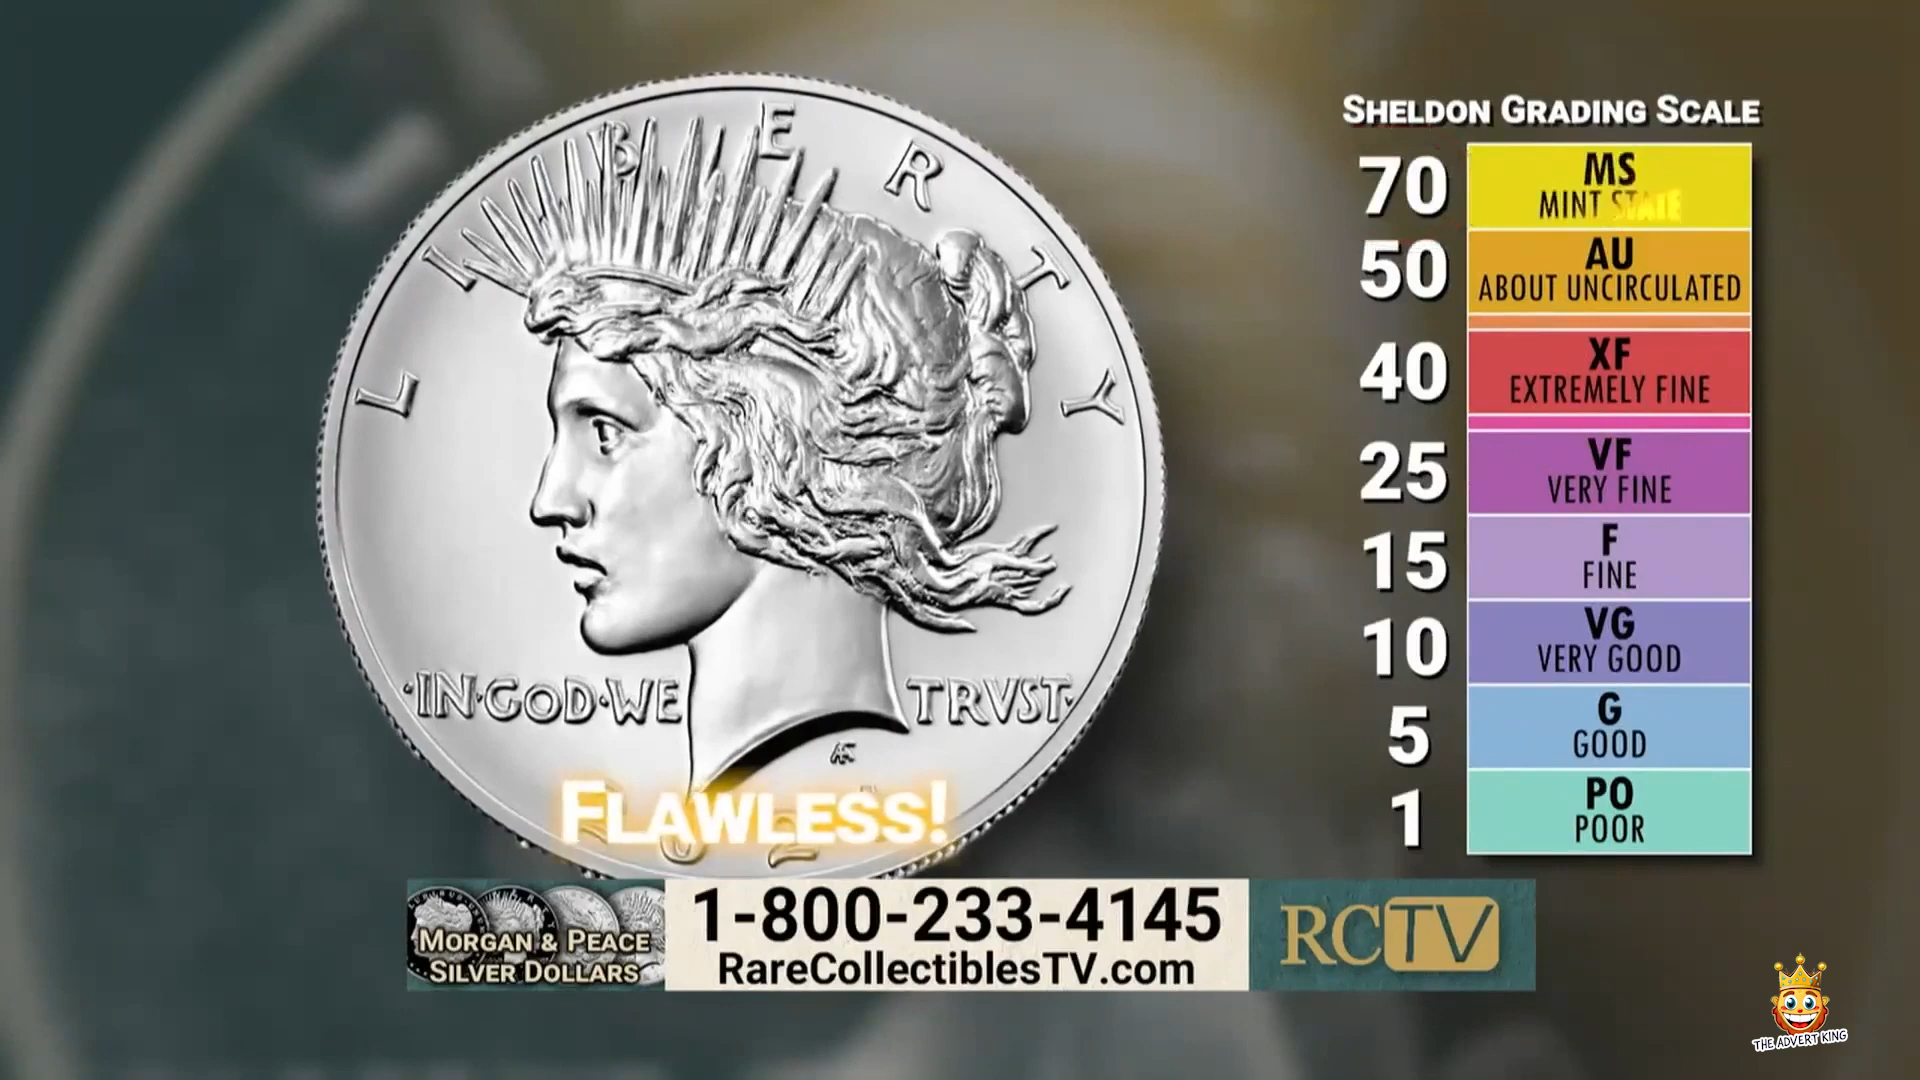 LIBERTY
·IN·GOD·WE TRVST·
FLAWLESS!
SHELDON GRADING SCALE
70 MS
MINT STATE
50 AU
ABOUT UNCIRCULATED
40 XF
EXTREMELY FINE
25 VF
VERY FINE
15 F
FINE
10 VG
VERY GOOD
5 G
GOOD
1 PO
POOR
MORGAN & PEACE
SILVER DOLLARS
1-800-233-4145
RareCollectiblesTV.com
RCTV
THE ADVERT KING